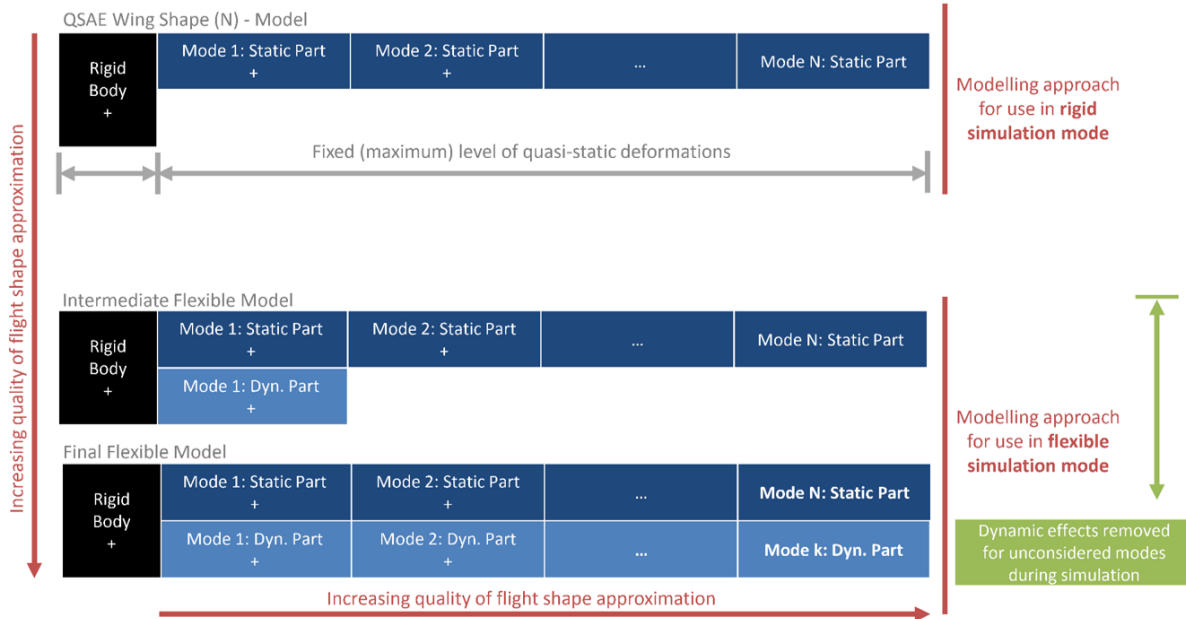 QSAE Wing Shape (N) - Model
Rigid
Body
+
Mode 1: Static Part
+
Mode 2: Static Part
+
...
Mode N: Static Part
Modelling approach
for use in rigid
simulation mode
Fixed (maximum) level of quasi-static deformations
Increasing quality of flight shape approximation
Intermediate Flexible Model
Rigid
Body
+
Mode 1: Static Part
+
Mode 2: Static Part
+
...
Mode N: Static Part
Mode 1: Dyn. Part
+
Modelling approach
for use in flexible
simulation mode
Final Flexible Model
Rigid
Body
+
Mode 1: Static Part
+
Mode 2: Static Part
+
...
Mode N: Static Part
Mode 1: Dyn. Part
+
Mode 2: Dyn. Part
+
...
Mode k: Dyn. Part
Dynamic effects removed
for unconsidered modes
during simulation
Increasing quality of flight shape approximation